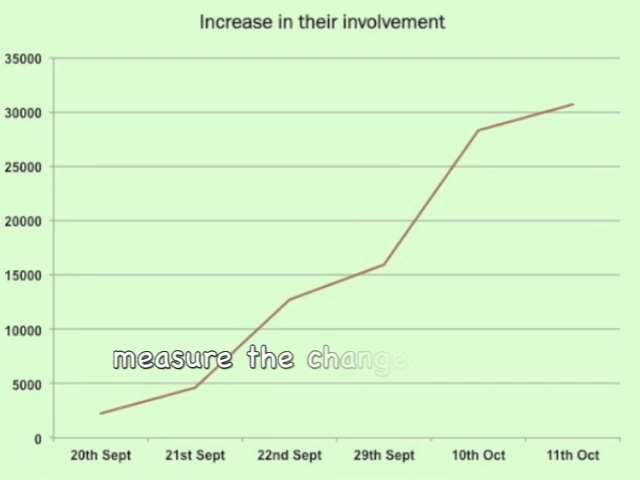 Increase in their involvement
35000
30000
25000
20000
15000
10000
measure the change
5000
0
20th Sept 21st Sept 22nd Sept 29th Sept 10th Oct 11th Oct